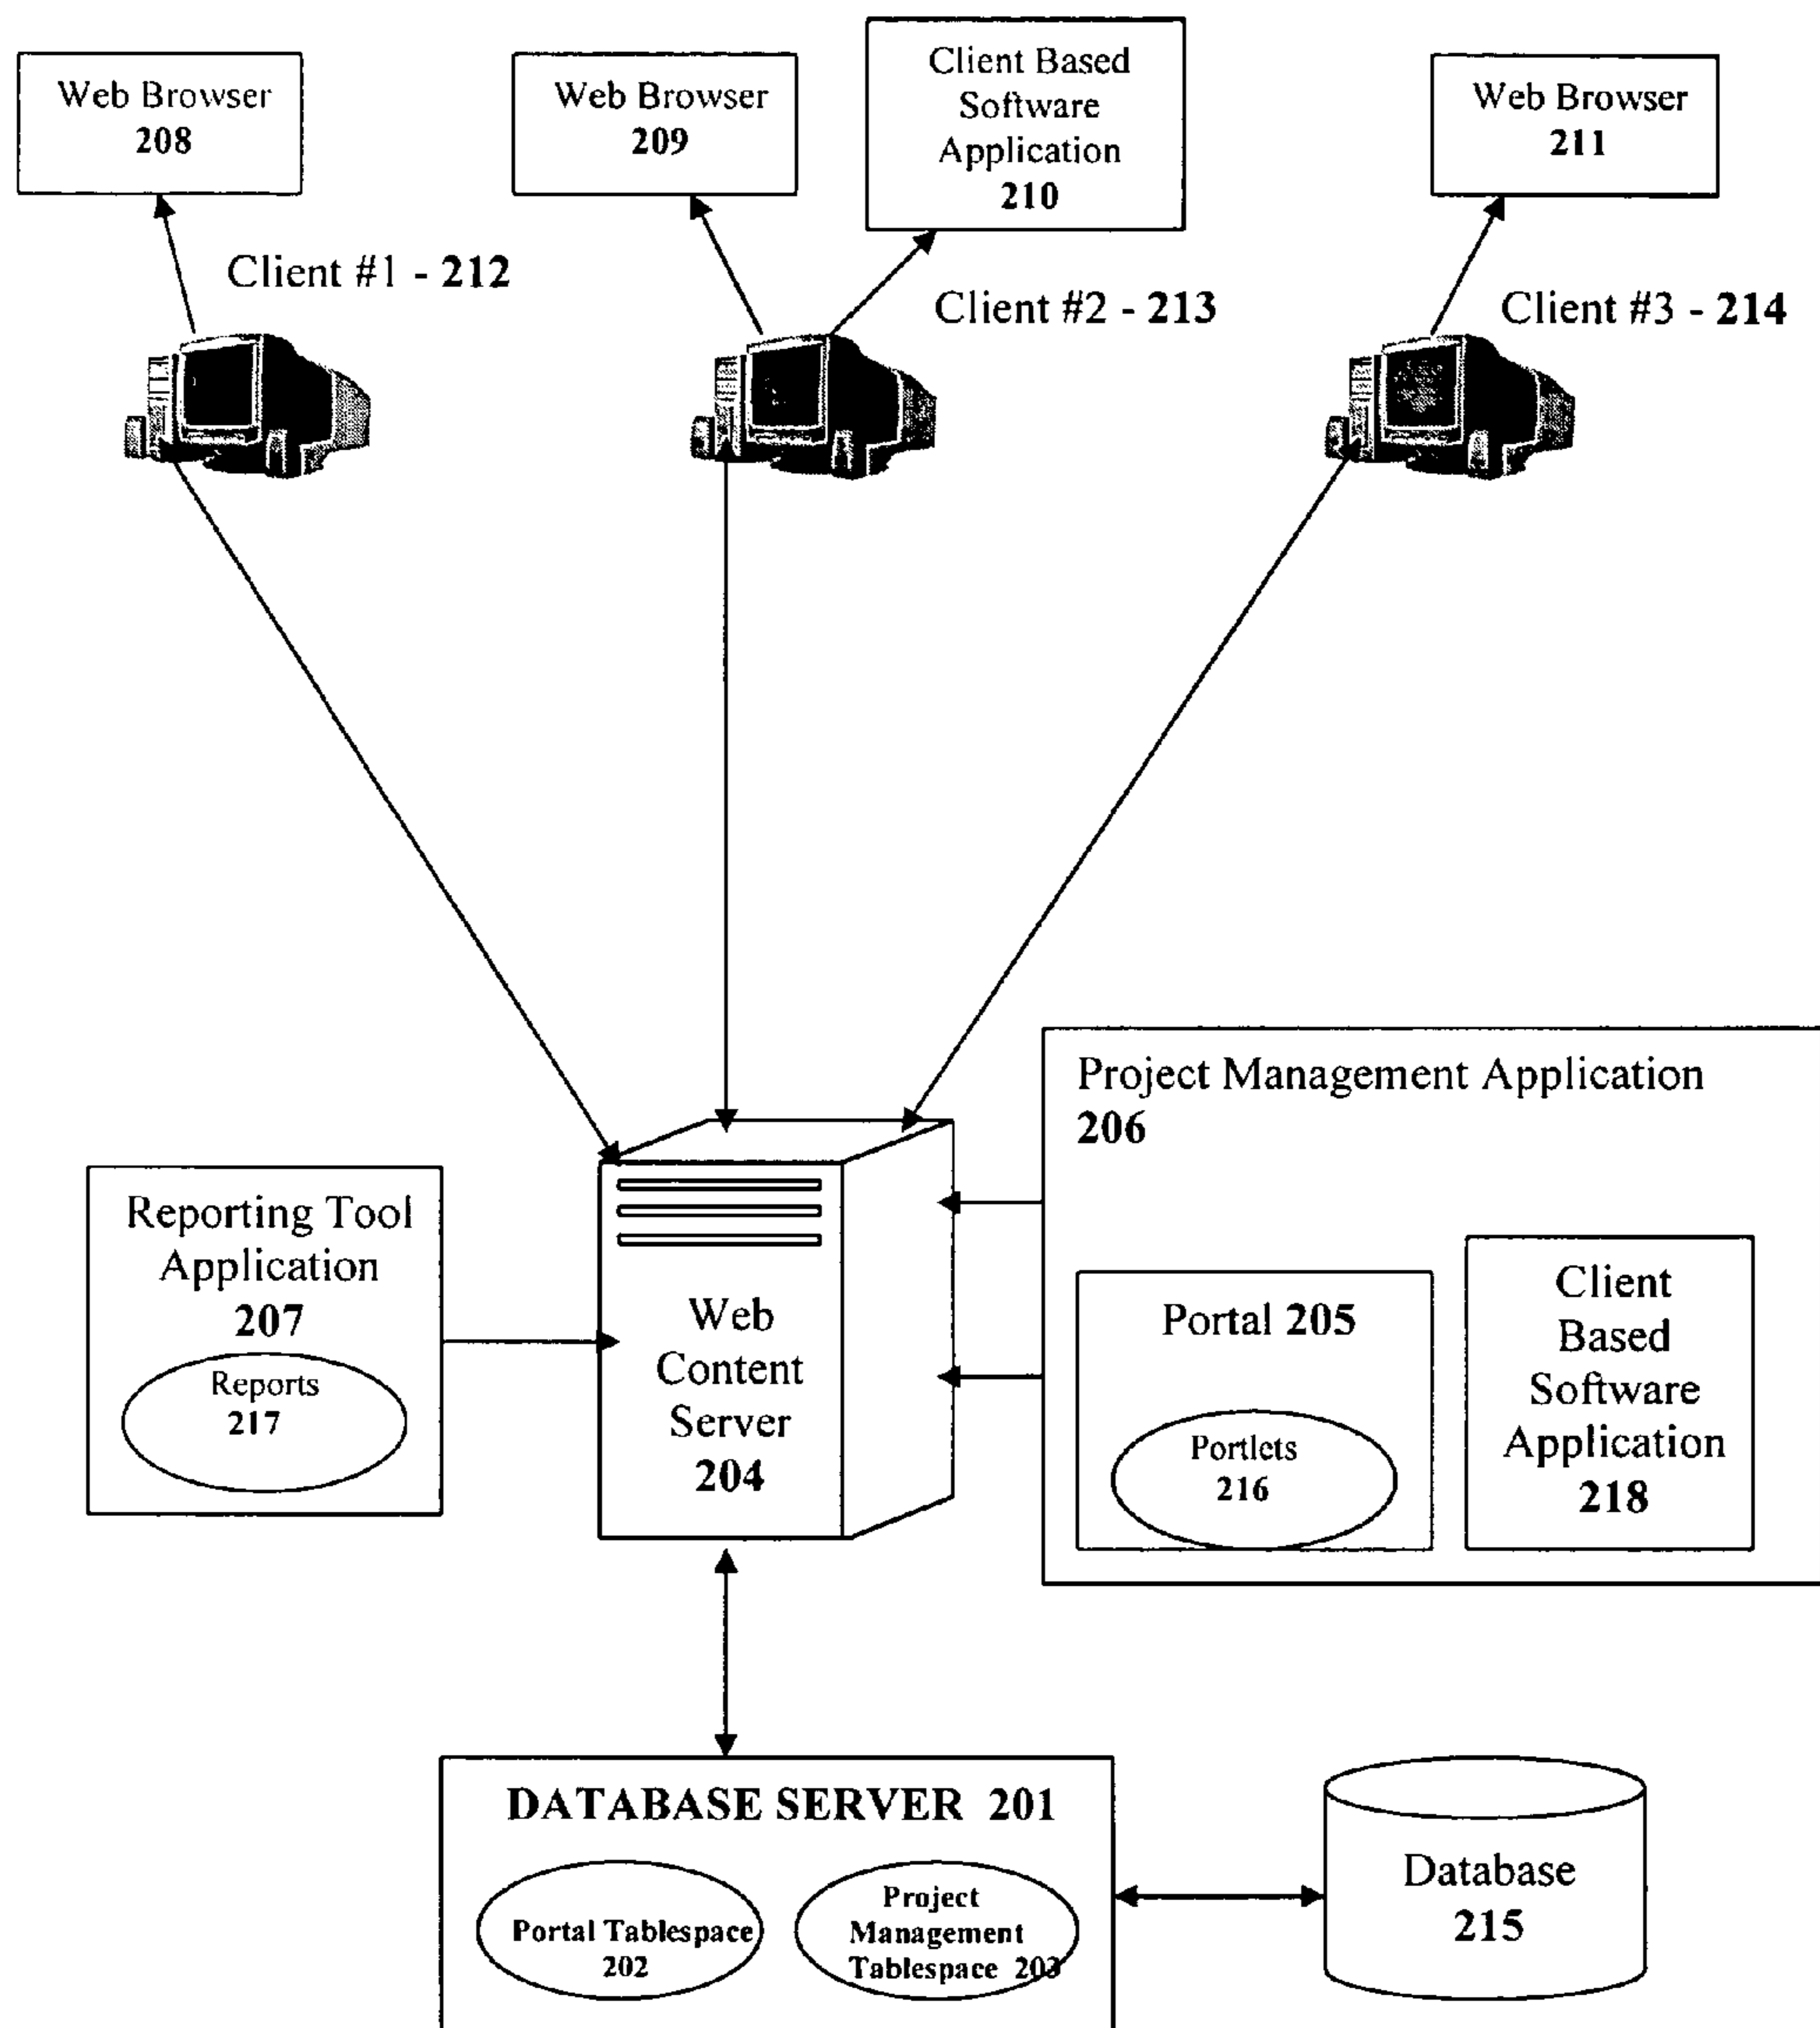 Web Browser
208
Web Browser
209
Client Based
Software
Application
210
Web Browser
211
Client #1 - 212
Client #2 - 213
Client #3 - 214
Project Management Application
206
Reporting Tool
Application
207
Reports
217
Web
Content
Server
204
Portal 205
Portlets
216
Client
Based
Software
Application
218
DATABASE SERVER 201
Portal Tablespace
202
Project
Management
Tablespace 203
Database
215